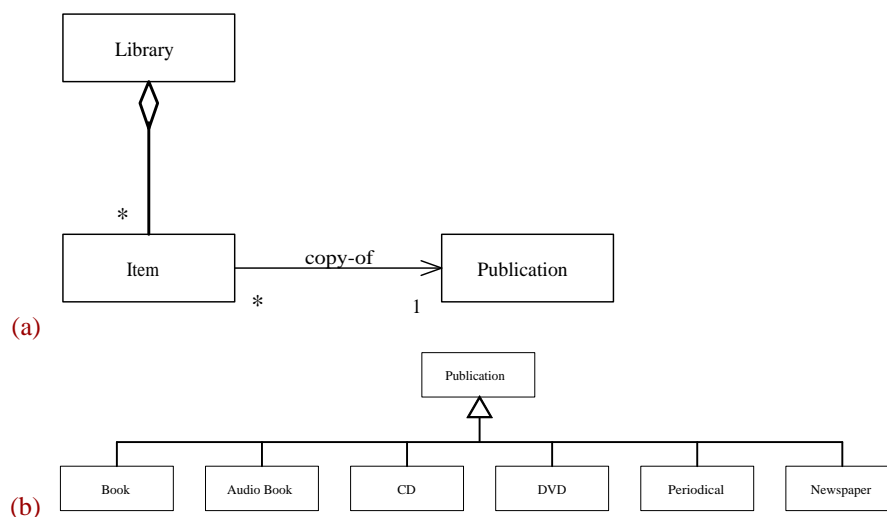 Library
*
Item
copy-of
Publication
*
1
(a)
Publication
Book
Audio Book
CD
DVD
Periodical
Newspaper
(b)